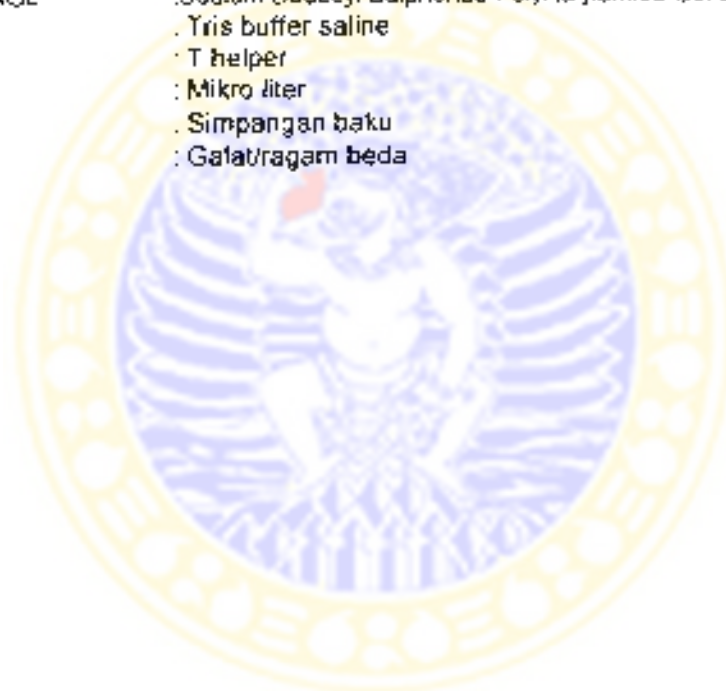 . Tris buffer saline
: T helper
: Mikro liter
. Simpangan baku
: Galat/ragam beda